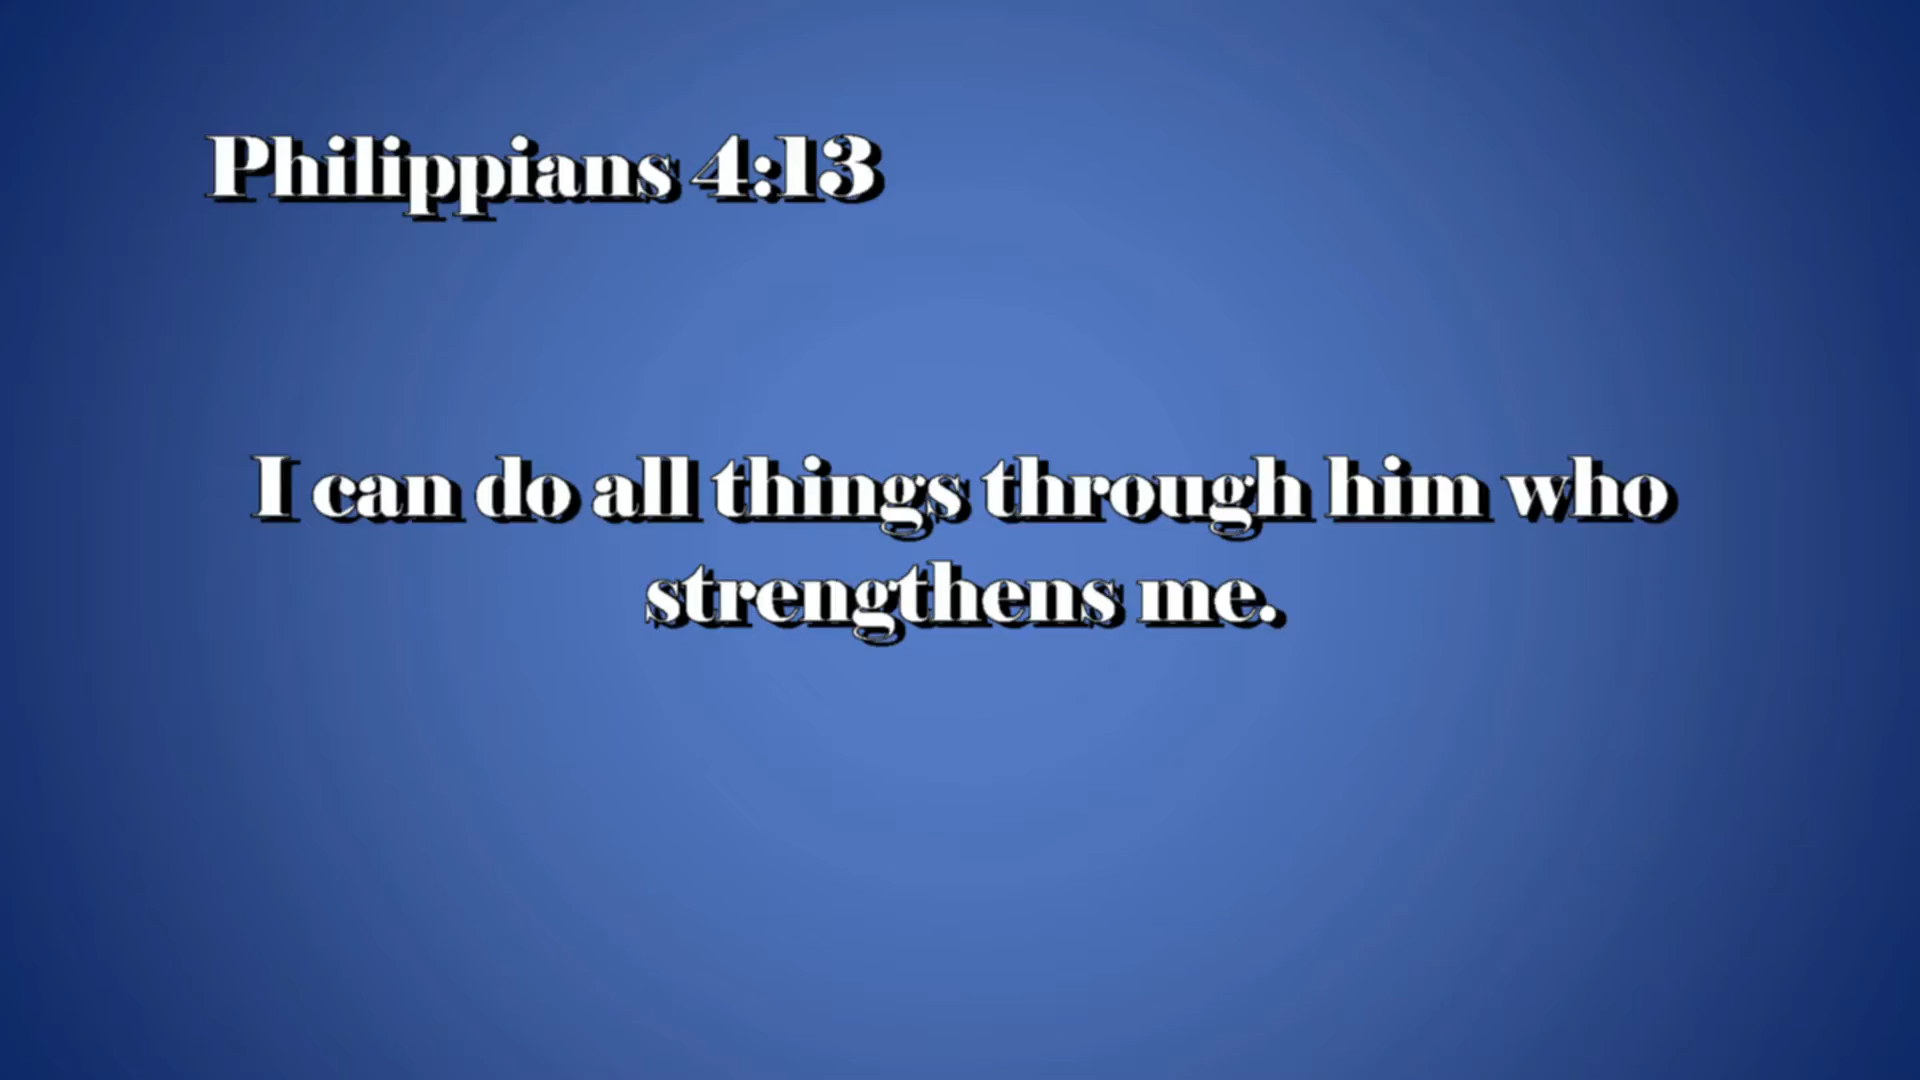 Philippians 4:13
I can do all things through him who
strengthens me.